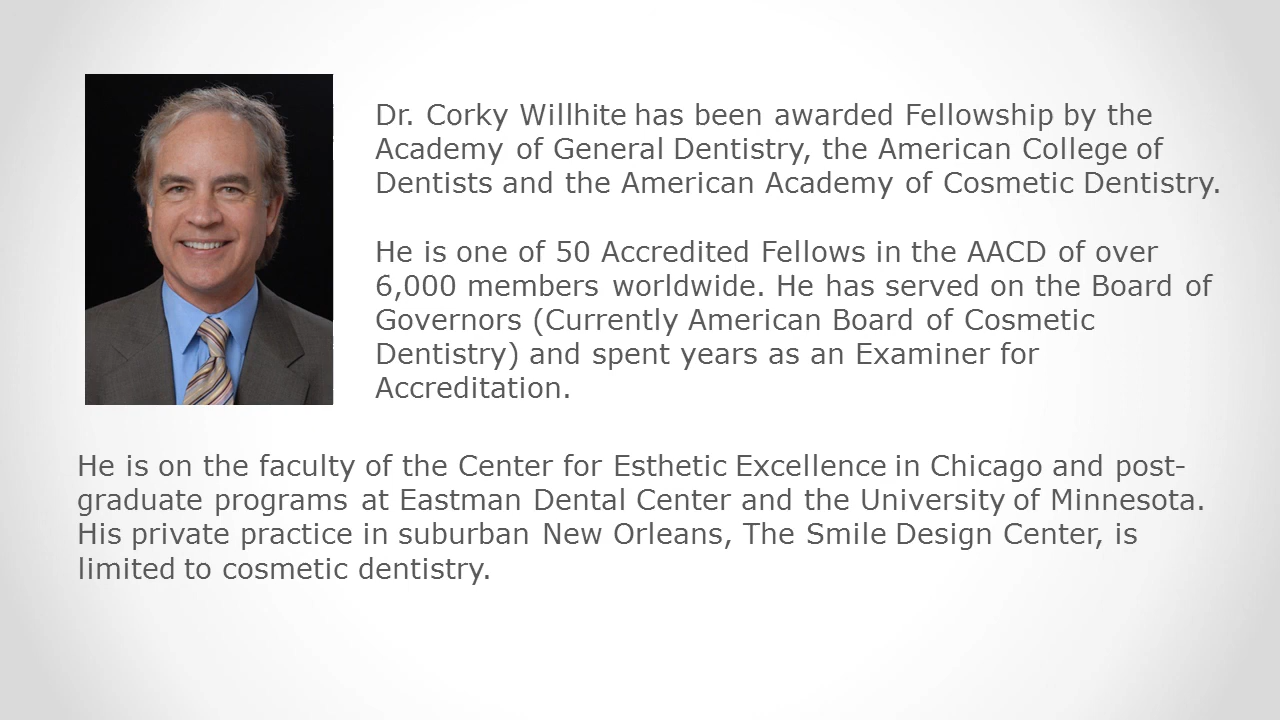 Dr. Corky Willhite has been awarded Fellowship by the
Academy of General Dentistry, the American College of
Dentists and the American Academy of Cosmetic Dentistry.
He is one of 50 Accredited Fellows in the AACD of over
6,000 members worldwide. He has served on the Board of
Governors (Currently American Board of Cosmetic
Dentistry) and spent years as an Examiner for
Accreditation.
He is on the faculty of the Center for Esthetic Excellence in Chicago and post-
graduate programs at Eastman Dental Center and the University of Minnesota.
His private practice in suburban New Orleans, The Smile Design Center, is
limited to cosmetic dentistry.